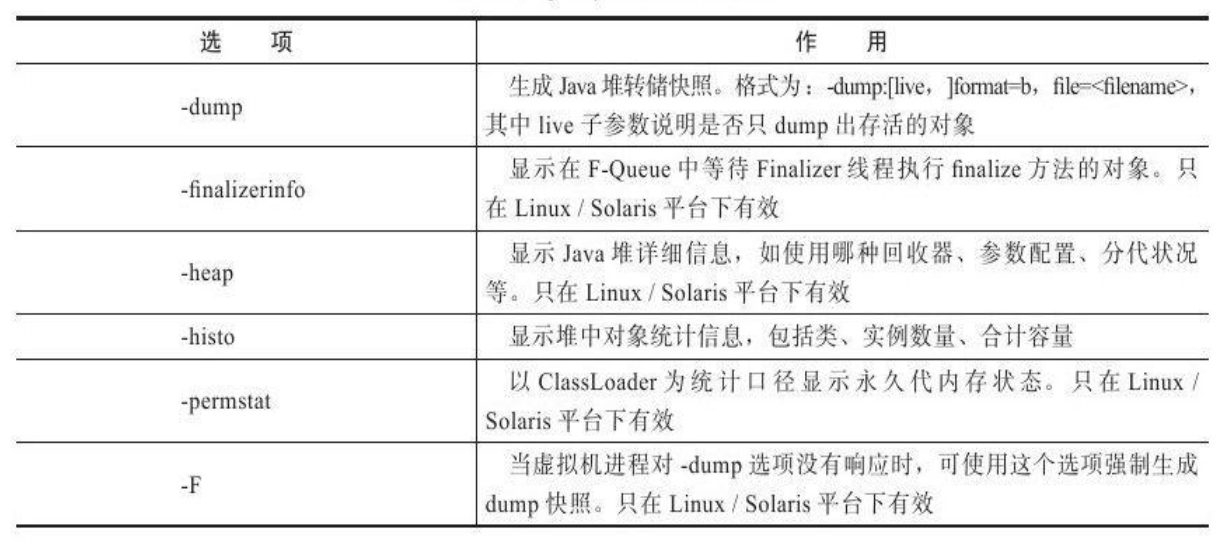 选 项 作 用
-dump 生成 Java 堆转储快照。格式为：-dump:[live， ]format=b，file=<filename>，
其中 live 子参数说明是否只 dump 出存活的对象
-finalizerinfo 显示在 F-Queue 中等待 Finalizer 线程执行 finalize 方法的对象。只
在 Linux / Solaris 平台下有效
-heap 显示 Java 堆详细信息，如使用哪种回收器、参数配置、分代状况
等。只在 Linux / Solaris 平台下有效
-histo 显示堆中对象统计信息，包括类、实例数量、合计容量
-permstat 以 ClassLoader 为统计口径显示永久代内存状态。只在 Linux /
Solaris 平台下有效
-F 当虚拟机进程对 -dump 选项没有响应时，可使用这个选项强制生成
dump 快照。只在 Linux / Solaris 平台下有效